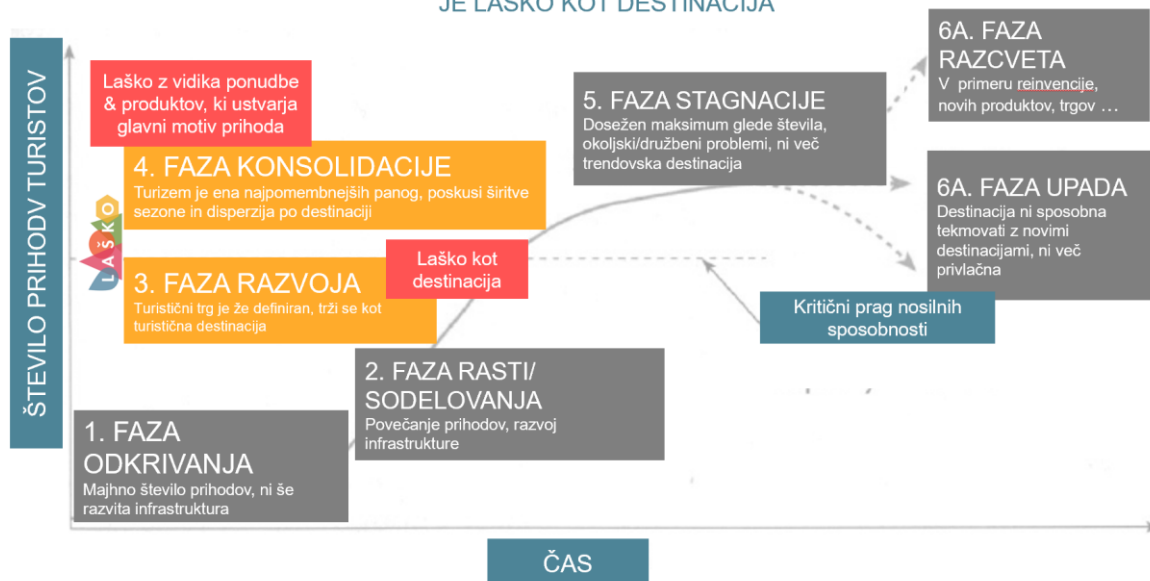 JE LAŠKO KOT DESTINACIJA
ŠTEVILO PRIHODV TURISTOV
Laško z vidika ponudbe
& produktov, ki ustvarja
glavni motiv prihoda
4. FAZA KONSOLIDACIJE
Turizem je ena najpomembnejših panog, poskusi širitve
sezone in disperzija po destinaciji
LAŠKO
3. FAZA RAZVOJA
Turistični trg je že definiran, trži se kot
turistična destinacija
Laško kot
destinacija
1. FAZA
ODKRIVANJA
Majhno število prihodov, ni še
razvita infrastruktura
2. FAZA RASTI/
SODELOVANJA
Povečanje prihodov, razvoj
infrastrukture
5. FAZA STAGNACIJE
Dosežen maksimum glede števila,
okoljski/družbeni problemi, ni več
trendovska destinacija
6A. FAZA
RAZCVETA
V primeru reinvencije,
novih produktov, trgov …
6A. FAZA UPADA
Destinacija ni sposobna
tekmovati z novimi
destinacijami, ni več
privlačna
Kritični prag nosilnih
sposobnosti
ČAS